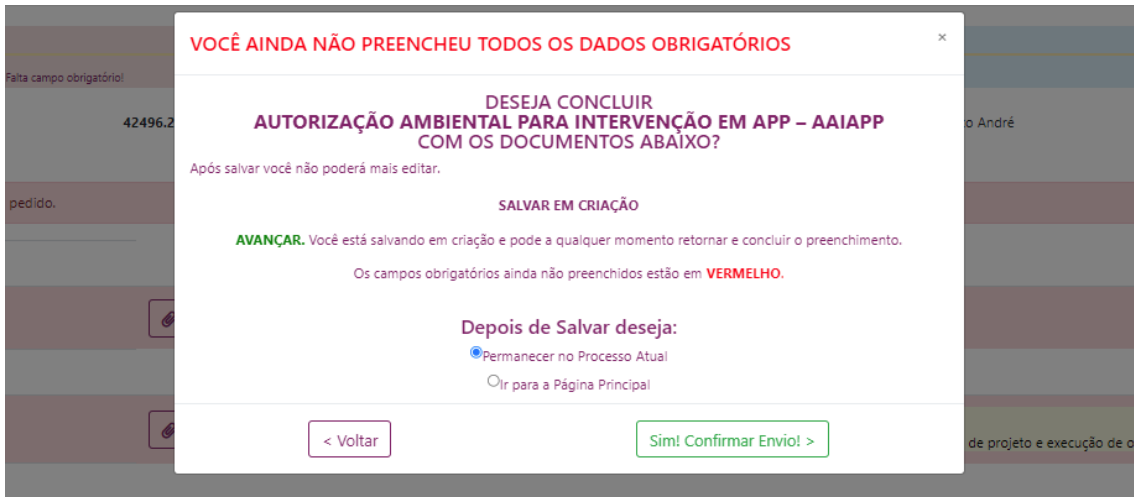 VOCÊ AINDA NÃO PREENCHEU TODOS OS DADOS OBRIGATÓRIOS
×
Falta campo obrigatório!
DESEJA CONCLUIR
42496.2
AUTORIZAÇÃO AMBIENTAL PARA INTERVENÇÃO EM APP – AAIAPP
o André
COM OS DOCUMENTOS ABAIXO?
Após salvar você não poderá mais editar.
pedido.
SALVAR EM CRIAÇÃO
AVANÇAR. Você está salvando em criação e pode a qualquer momento retornar e concluir o preenchimento.
Os campos obrigatórios ainda não preenchidos estão em VERMELHO.
Depois de Salvar deseja:
Permanecer no Processo Atual
Ir para a Página Principal
< Voltar
Sim! Confirmar Envio! >
de projeto e execução de o